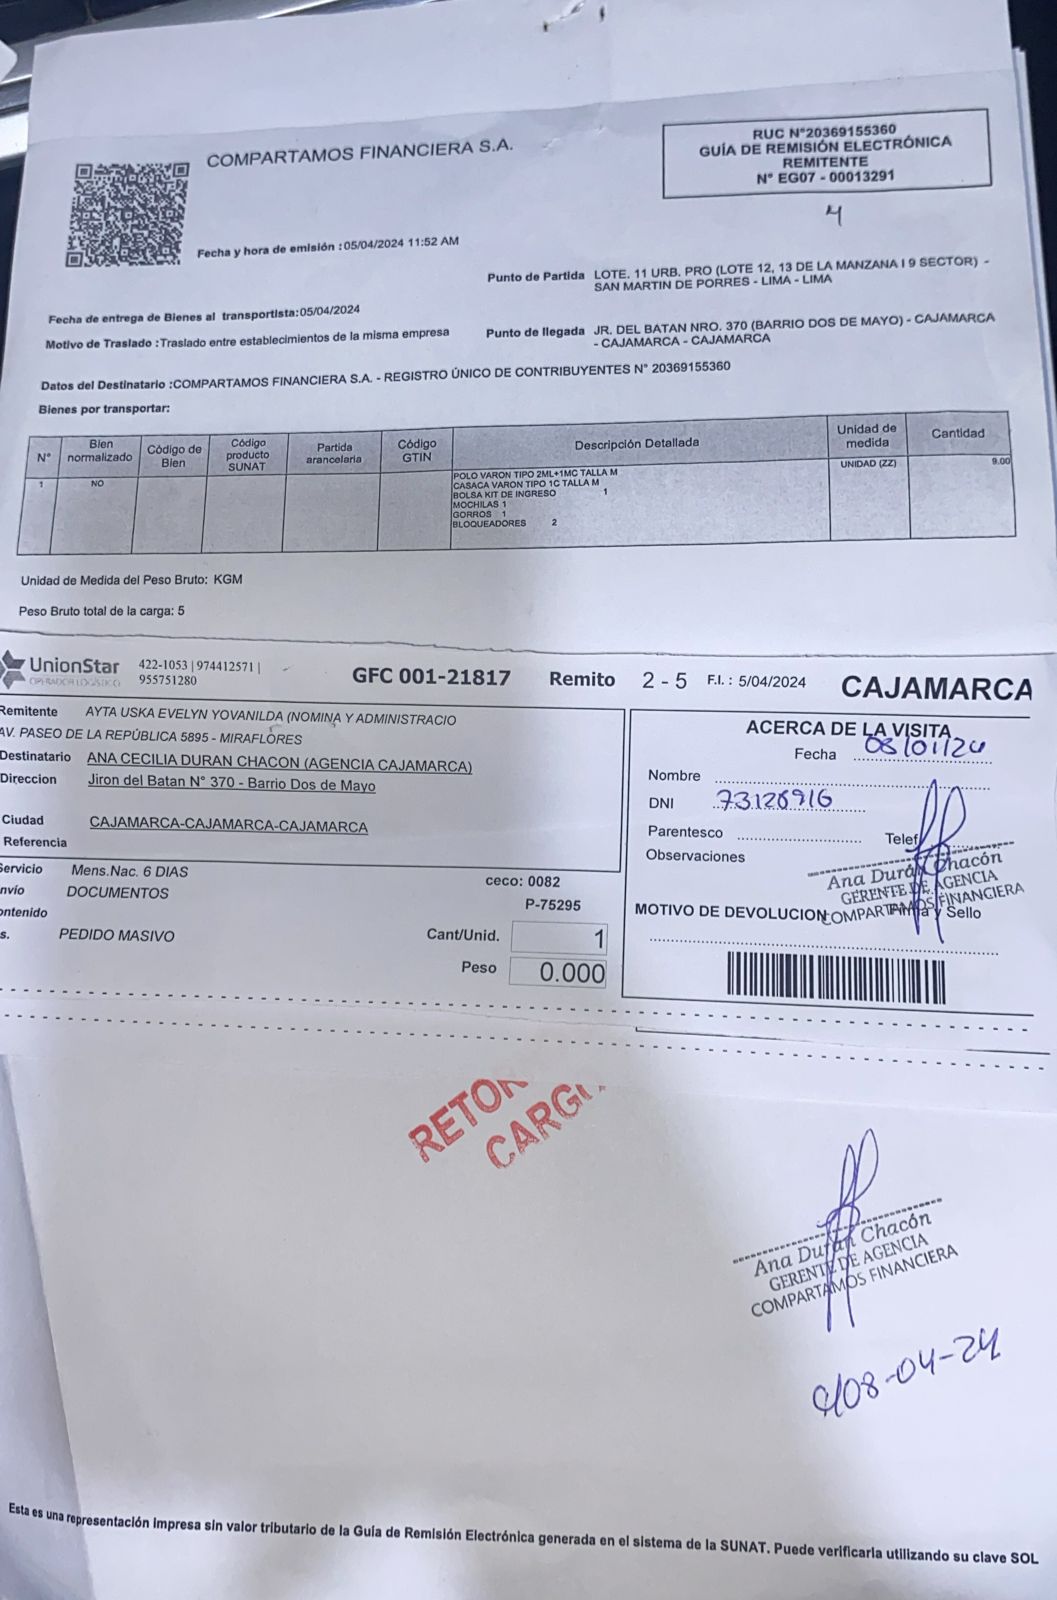 COMPARTAMOS FINANCIERA S.A.
RUC N°20369155360
GUÍA DE REMISIÓN ELECTRÓNICA
REMITENTE
N° EG07 - 00013291
Fecha y hora de emisión :05/04/2024 11:52 AM
Punto de Partida LOTE. 11 URB. PRO (LOTE 12, 13 DE LA MANZANA I 9 SECTOR) -
SAN MARTIN DE PORRES - LIMA - LIMA
Fecha de entrega de Bienes al transportista:05/04/2024
Motivo de Traslado :Traslado entre establecimientos de la misma empresa
Punto de llegada JR. DEL BATAN NRO. 370 (BARRIO DOS DE MAYO) - CAJAMARCA
- CAJAMARCA - CAJAMARCA
Datos del Destinatario :COMPARTAMOS FINANCIERA S.A. - REGISTRO ÚNICO DE CONTRIBUYENTES N° 20369155360
Bienes por transportar:
N° Bien normalizado Código de Bien Código producto SUNAT Partida arancelaria Código GTIN Descripción Detallada Unidad de medida Cantidad
1 NO POLO VARON TIPO 2ML+1MC TALLA M UNIDAD (ZZ) 9.00
CASACA VARON TIPO 1C TALLA M
BOLSA KIT DE INGRESO 1
MOCHILAS 1
GORROS 1
BLOQUEADORES 2
Unidad de Medida del Peso Bruto: KGM
Peso Bruto total de la carga: 5
UnionStar
OPERADOR LOGÍSTICO
422-1053 | 974412571 |
955751280
GFC 001-21817 Remito 2 - 5 F.I. : 5/04/2024 CAJAMARCA
Remitente AYTA USKA EVELYN YOVANILDA (NOMINA Y ADMINISTRACIO
AV. PASEO DE LA REPÚBLICA 5895 - MIRAFLORES
Destinatario ANA CECILIA DURAN CHACON (AGENCIA CAJAMARCA)
Direccion Jiron del Batan N° 370 - Barrio Dos de Mayo
Ciudad CAJAMARCA-CAJAMARCA-CAJAMARCA
Referencia
ervicio Mens.Nac. 6 DIAS
nvío DOCUMENTOS
ontenido
s. PEDIDO MASIVO
ceco: 0082
P-75295
Cant/Unid. 1
Peso 0.000
ACERCA DE LA VISITA
Fecha
Nombre
DNI 73126916
Parentesco Telef
Observaciones
Ana Durán Chacón
GERENTE DE AGENCIA
COMPARTAMOS FINANCIERA
MOTIVO DE DEVOLUCION
Firma y Sello
RETOR
CARGO
Ana Durán Chacón
GERENTE DE AGENCIA
COMPARTAMOS FINANCIERA
08-04-24
Esta es una representación impresa sin valor tributario de la Guía de Remisión Electrónica generada en el sistema de la SUNAT. Puede verificarla utilizando su clave SOL